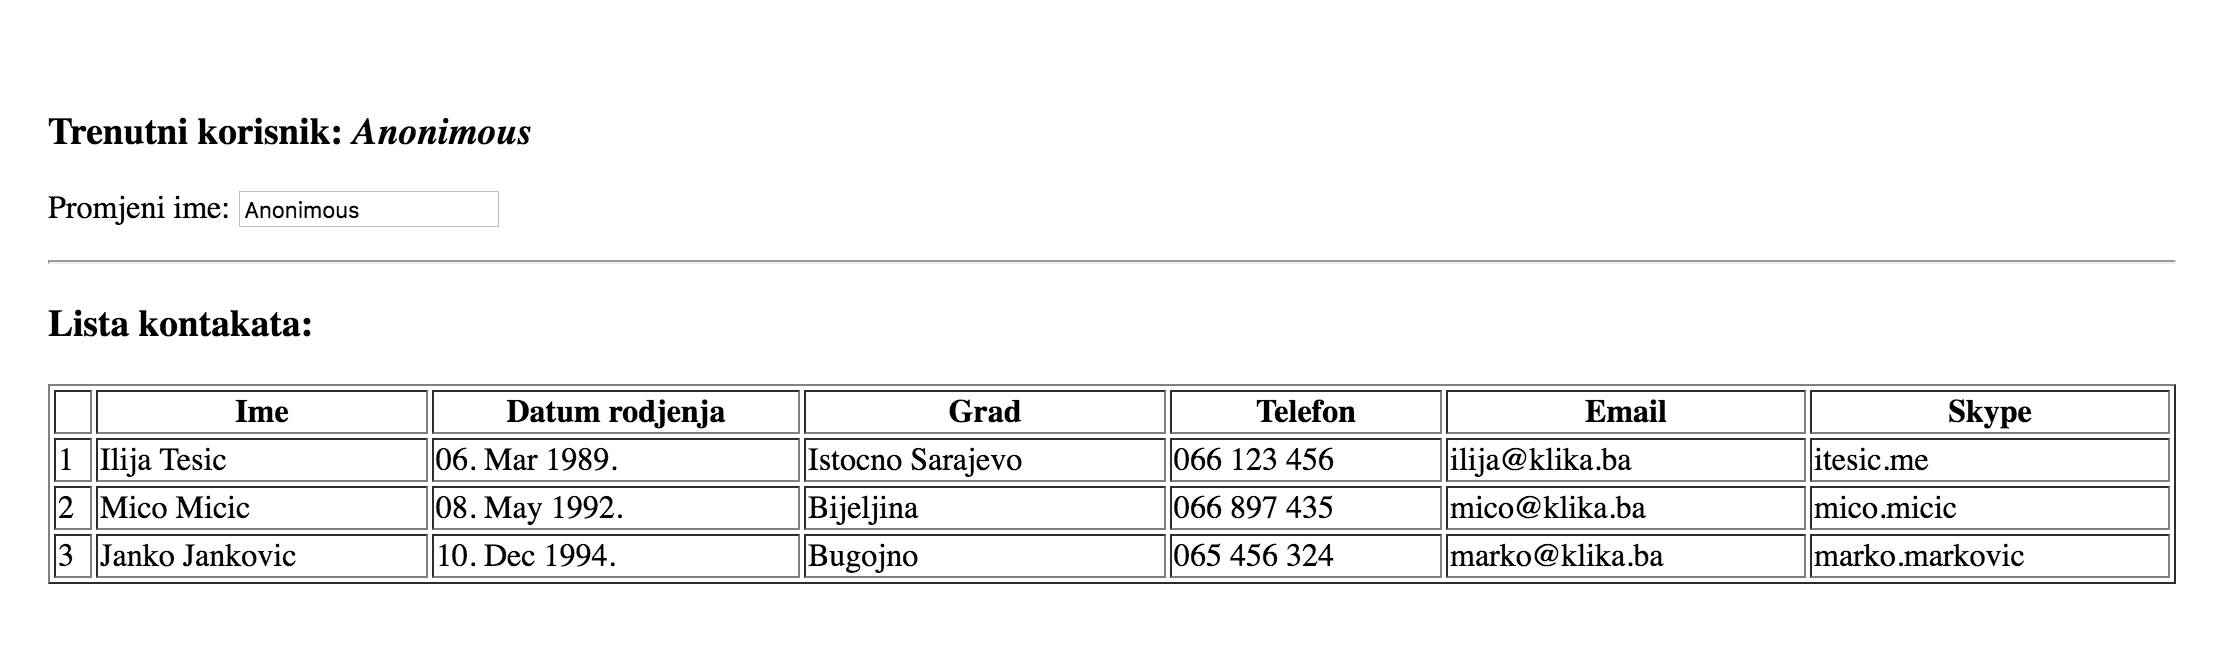 Trenutni korisnik: Anonimous
Promjeni ime: Anonimous
Lista kontakata:
Ime Datum rodjenja Grad Telefon Email Skype
1 Ilija Tesic 06. Mar 1989. Istocno Sarajevo 066 123 456 ilija@klika.ba itesic.me
2 Mico Micic 08. May 1992. Bijeljina 066 897 435 mico@klika.ba mico.micic
3 Janko Jankovic 10. Dec 1994. Bugojno 065 456 324 marko@klika.ba marko.markovic